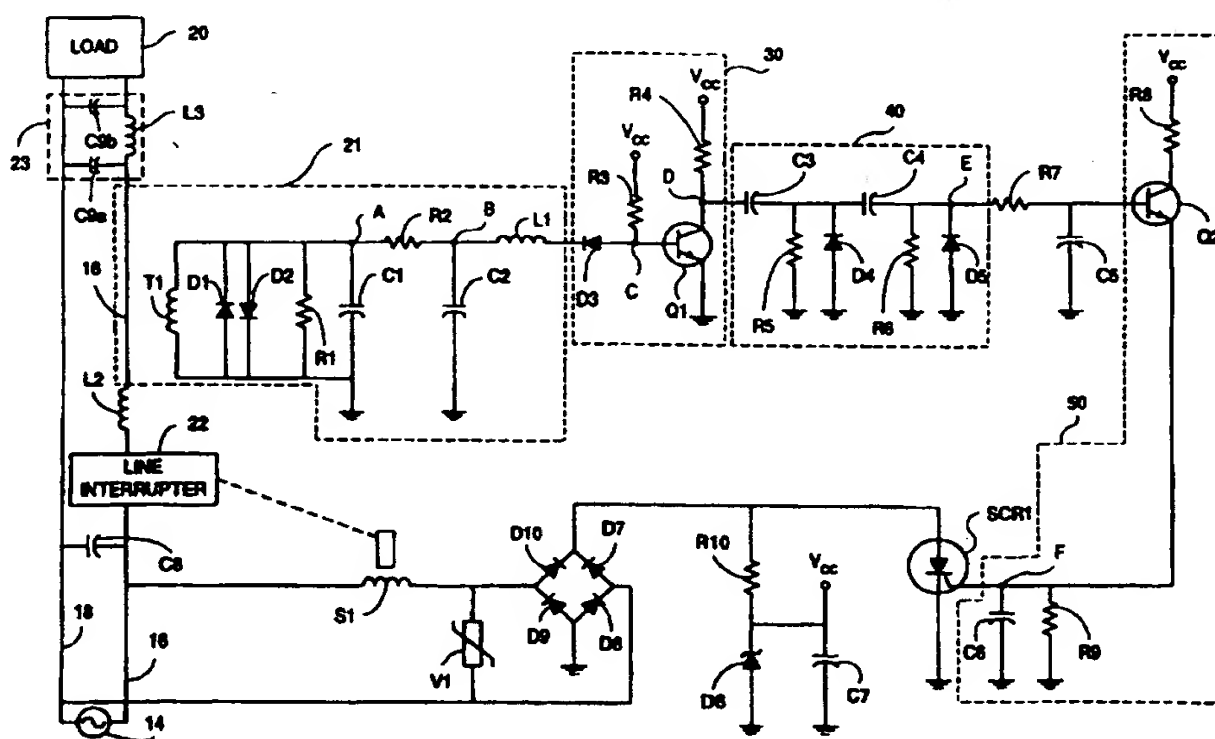 LOAD
20
30
VCC
VCC
R8
L3
R4
C9b
23
21
VCC
40
C3
C4
E
R7
R3
D
C9a
A
R2
B
L1
16
T1
D1
D2
C1
C2
D3
C
Q1
R5
D4
R6
D5
C5
R1
L2
22
50
LINE
INTERRUPTER
SCR1
D10
D7
C8
R10
VCC
F
S1
18
D9
D8
16
C6
R9
V1
D6
C7
14